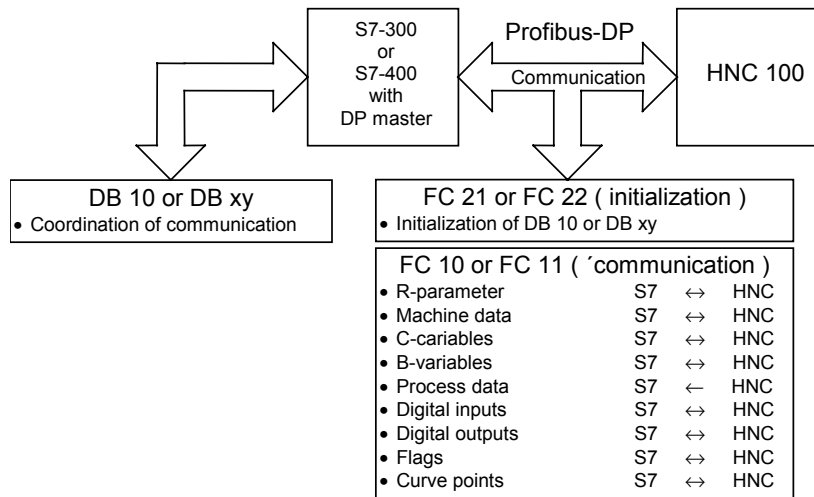 S7-300
or
S7-400
with
DP master
Profibus-DP
Communication
HNC 100
DB 10 or DB xy
• Coordination of communication
FC 21 or FC 22 ( initialization )
• Initialization of DB 10 or DB xy
FC 10 or FC 11 ( ´communication )
• R-parameter S7 ↔ HNC
• Machine data S7 ↔ HNC
• C-cariables S7 ↔ HNC
• B-variables S7 ↔ HNC
• Process data S7 ← HNC
• Digital inputs S7 ↔ HNC
• Digital outputs S7 ↔ HNC
• Flags S7 ↔ HNC
• Curve points S7 ↔ HNC